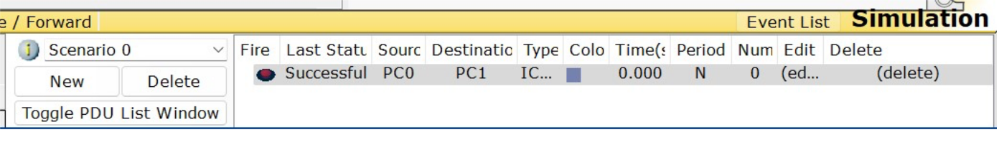 e / Forward Event List Simulation
i Scenario 0 Fire Last Statu Sourc Destinatio Type Colo Time(s Period Num Edit Delete
New Delete Successful PC0 PC1 IC... 0.000 N 0 (ed... (delete)
Toggle PDU List Window